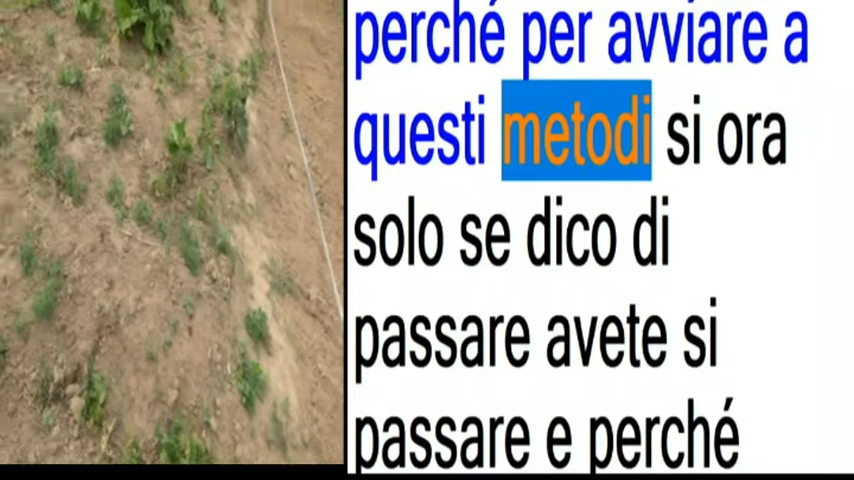 perché per avviare a
questi metodi si ora
solo se dico di
passare avete si
passare e perché